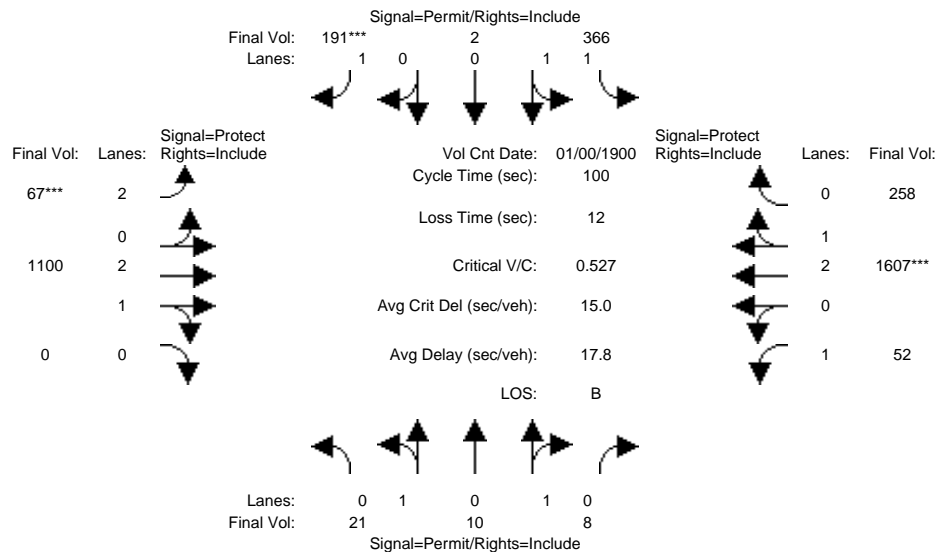 Signal=Permit/Rights=Include
Final Vol: 191*** 2 366
Lanes: 1 0 0 1 1
Signal=Protect
Final Vol: Lanes: Rights=Include
Vol Cnt Date: 01/00/1900
Signal=Protect
Rights=Include Lanes: Final Vol:
Cycle Time (sec): 100
67*** 2
0 258
Loss Time (sec): 12
0
1
1100 2
Critical V/C: 0.527
2 1607***
1
Avg Crit Del (sec/veh): 15.0
0
0 0
Avg Delay (sec/veh): 17.8
1 52
LOS: B
Lanes: 0 1 0 1 0
Final Vol: 21 10 8
Signal=Permit/Rights=Include